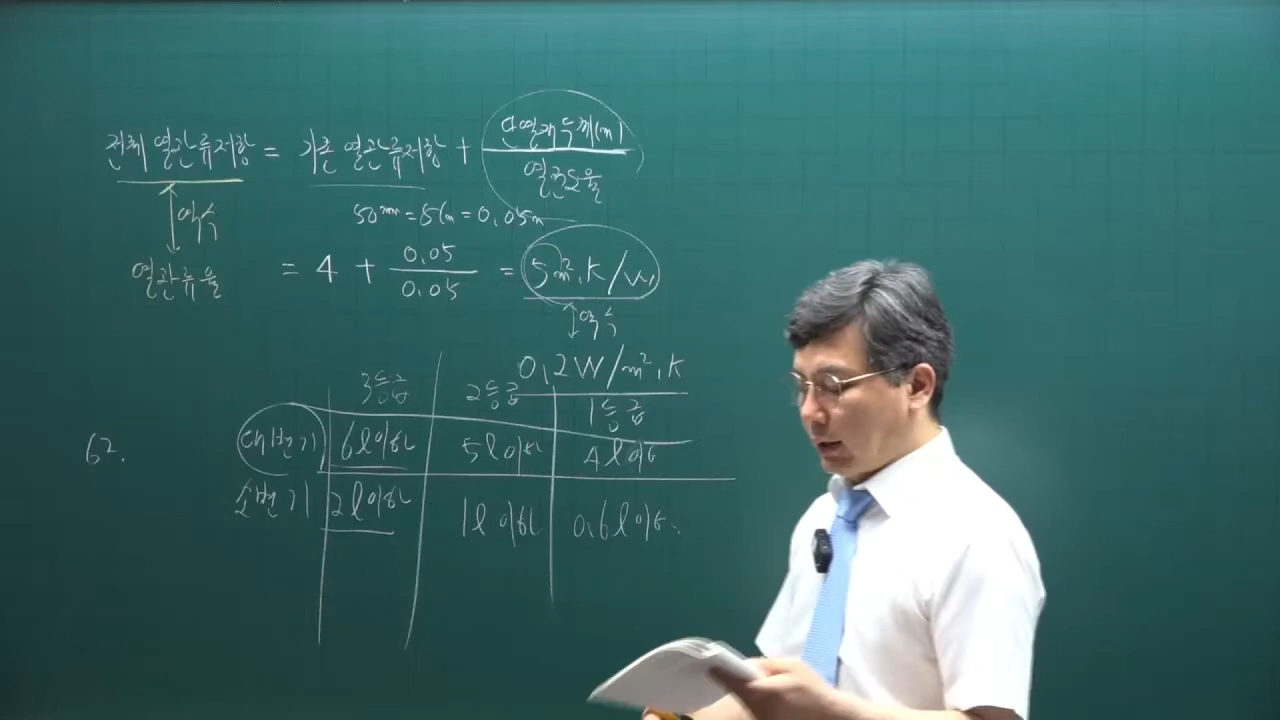 전체 열관류저항 = 기존 열관류저항 + 단열재두께(m) / 열전도율
역수
50mm = 5cm = 0.05m
열관류율
= 4 + 0.05 / 0.05 = 5m².K/W
역수
0.2W/m².K
3등급 2등급 1등급
62.
대변기 6ℓ이하 5ℓ이하 4ℓ이하
소변기 2ℓ이하 1ℓ이하 0.6ℓ이하